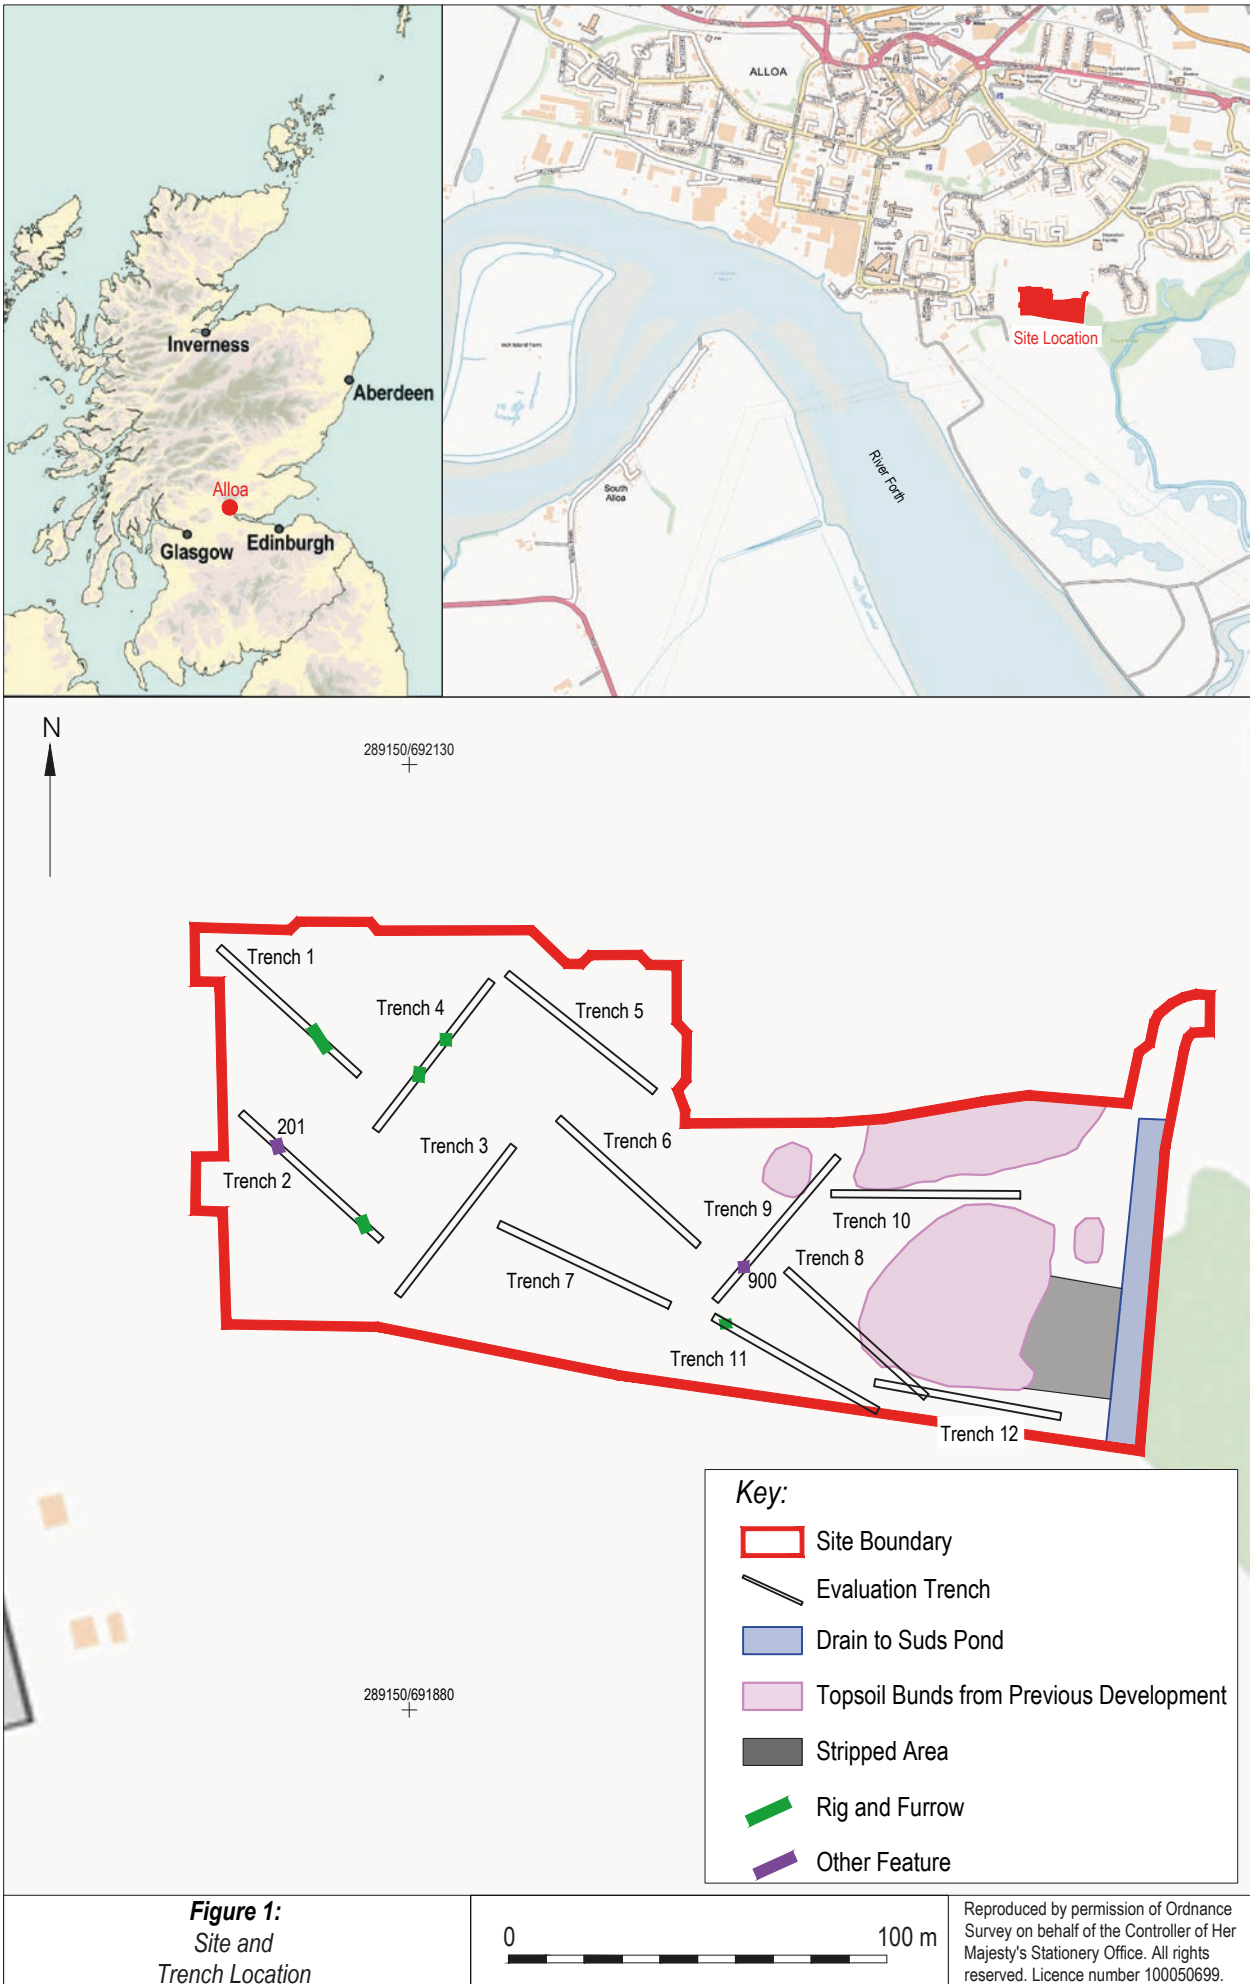 Inverness
Aberdeen
Alloa
Glasgow
Edinburgh
ALLOA
Site Location
River Forth
South
Alloa
Inch Island Farm
N
289150/692130
Trench 1
Trench 4
Trench 5
201
Trench 2
Trench 3
Trench 6
Trench 9
Trench 10
Trench 8
900
Trench 7
Trench 11
Trench 12
289150/691880
Key:
Site Boundary
Evaluation Trench
Drain to Suds Pond
Topsoil Bunds from Previous Development
Stripped Area
Rig and Furrow
Other Feature
Figure 1:
Site and
Trench Location
0
100 m
Reproduced by permission of Ordnance
Survey on behalf of the Controller of Her
Majesty's Stationery Office. All rights
reserved. Licence number 100050699.